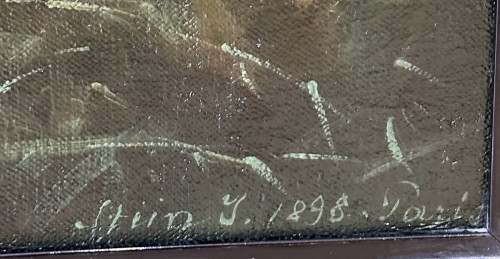 Stein J. 1898. Paris